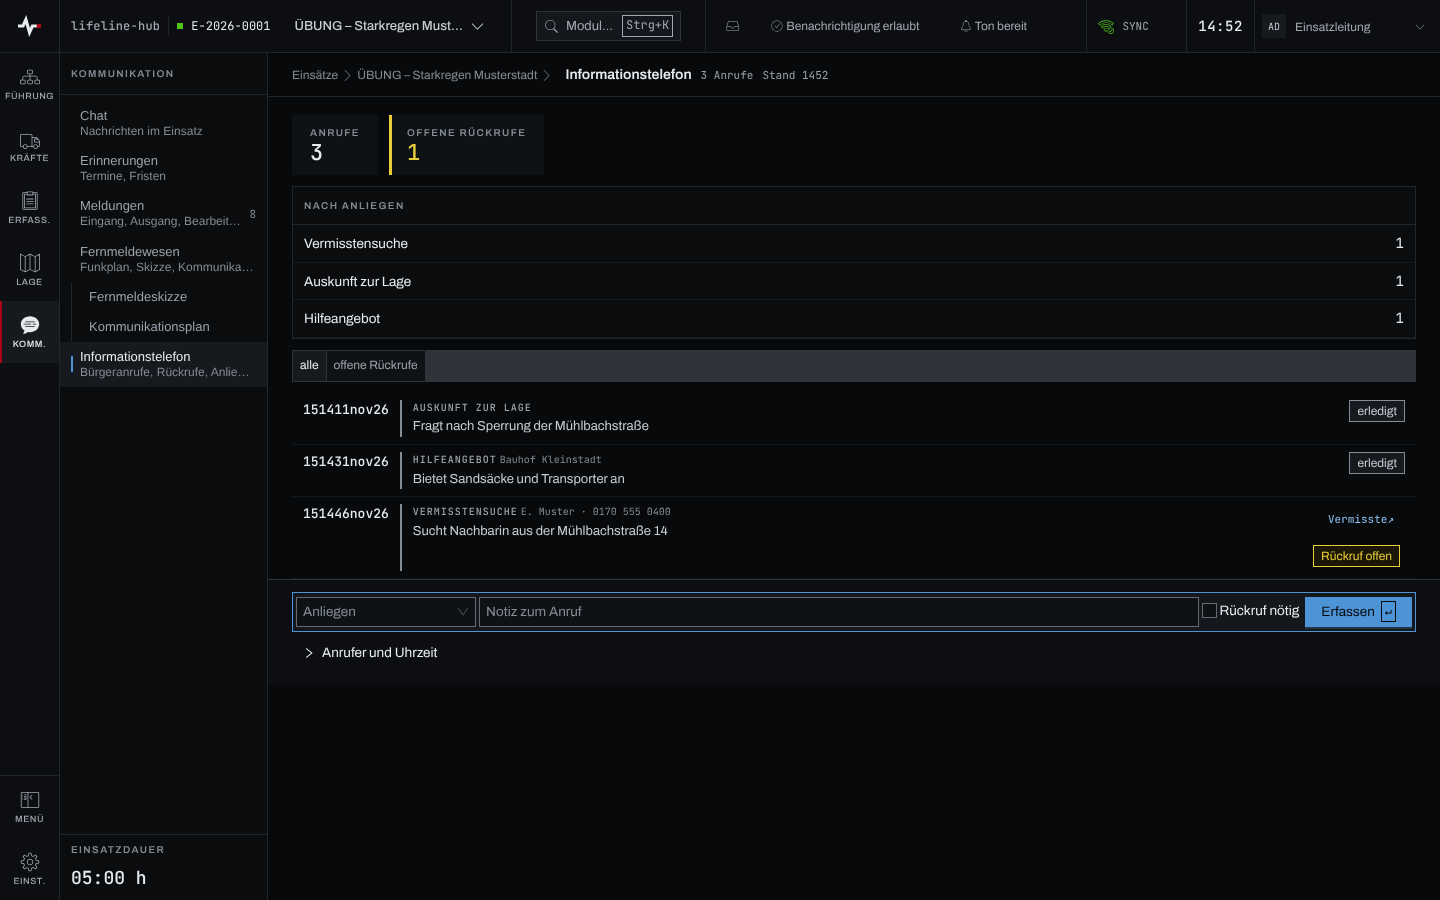 lifeline-hub E-2026-0001 ÜBUNG – Starkregen Must... Modul... Strg+K Benachrichtigung erlaubt Ton bereit SYNC 14:52 AD Einsatzleitung
FÜHRUNG
KRÄFTE
ERFASS.
LAGE
KOMM.
MENÜ
EINST.
KOMMUNIKATION
Chat
Nachrichten im Einsatz
Erinnerungen
Termine, Fristen
Meldungen
Eingang, Ausgang, Bearbeit... 8
Fernmeldewesen
Funkplan, Skizze, Kommunika...
Fernmeldeskizze
Kommunikationsplan
Informationstelefon
Bürgeranrufe, Rückrufe, Anlie...
EINSATZDAUER
05:00 h
Einsätze ÜBUNG – Starkregen Musterstadt Informationstelefon 3 Anrufe Stand 1452
ANRUFE
3
OFFENE RÜCKRUFE
1
NACH ANLIEGEN
Vermisstensuche 1
Auskunft zur Lage 1
Hilfeangebot 1
alle offene Rückrufe
151411nov26 AUSKUNFT ZUR LAGE
Fragt nach Sperrung der Mühlbachstraße
erledigt
151431nov26 HILFEANGEBOT Bauhof Kleinstadt
Bietet Sandsäcke und Transporter an
erledigt
151446nov26 VERMISSTENSUCHE E. Muster · 0170 555 0400
Sucht Nachbarin aus der Mühlbachstraße 14
Vermisste↗
Rückruf offen
Anliegen Notiz zum Anruf Rückruf nötig Erfassen ↵
Anrufer und Uhrzeit